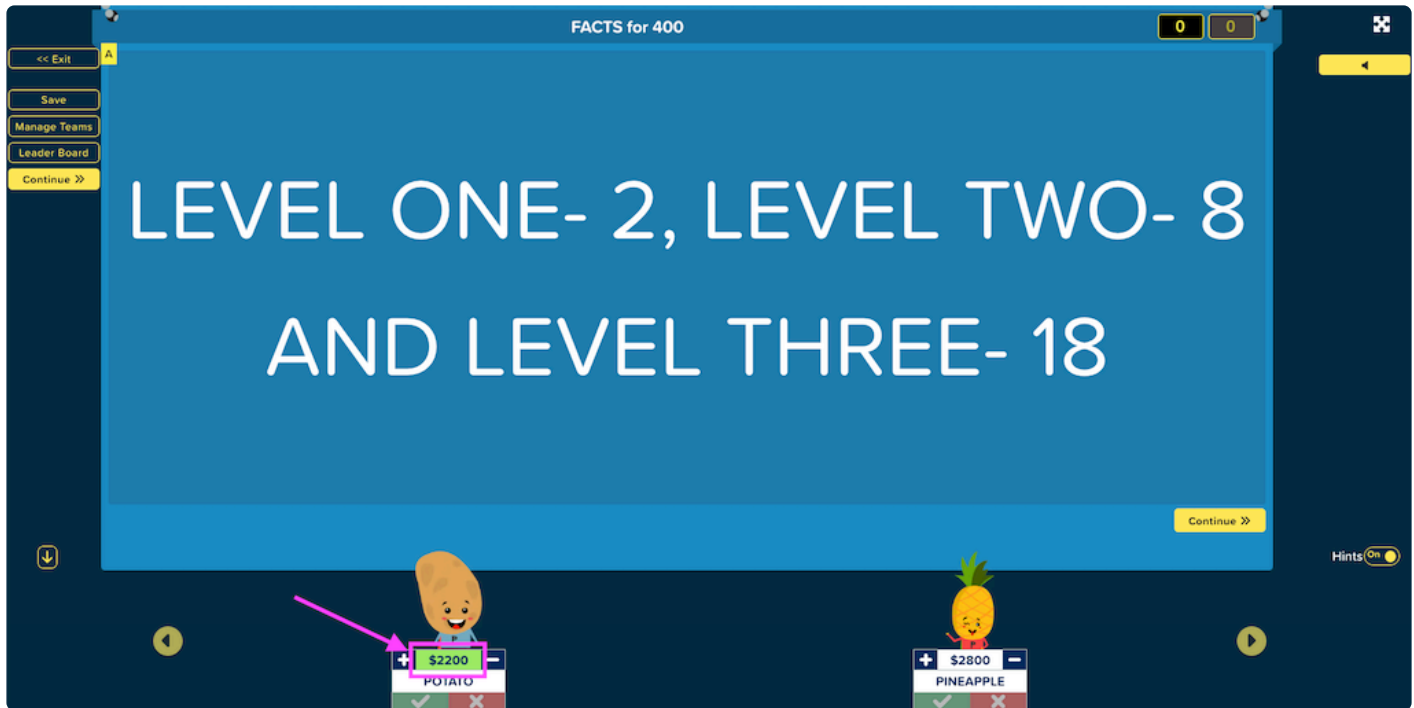 FACTS for 400
0 0
<< Exit
A
Save
Manage Teams
Leader Board
Continue >>
LEVEL ONE- 2, LEVEL TWO- 8
AND LEVEL THREE- 18
Continue >>
Hints On
P
P
+ $2200 −
POTATO
+ $2800 −
PINEAPPLE